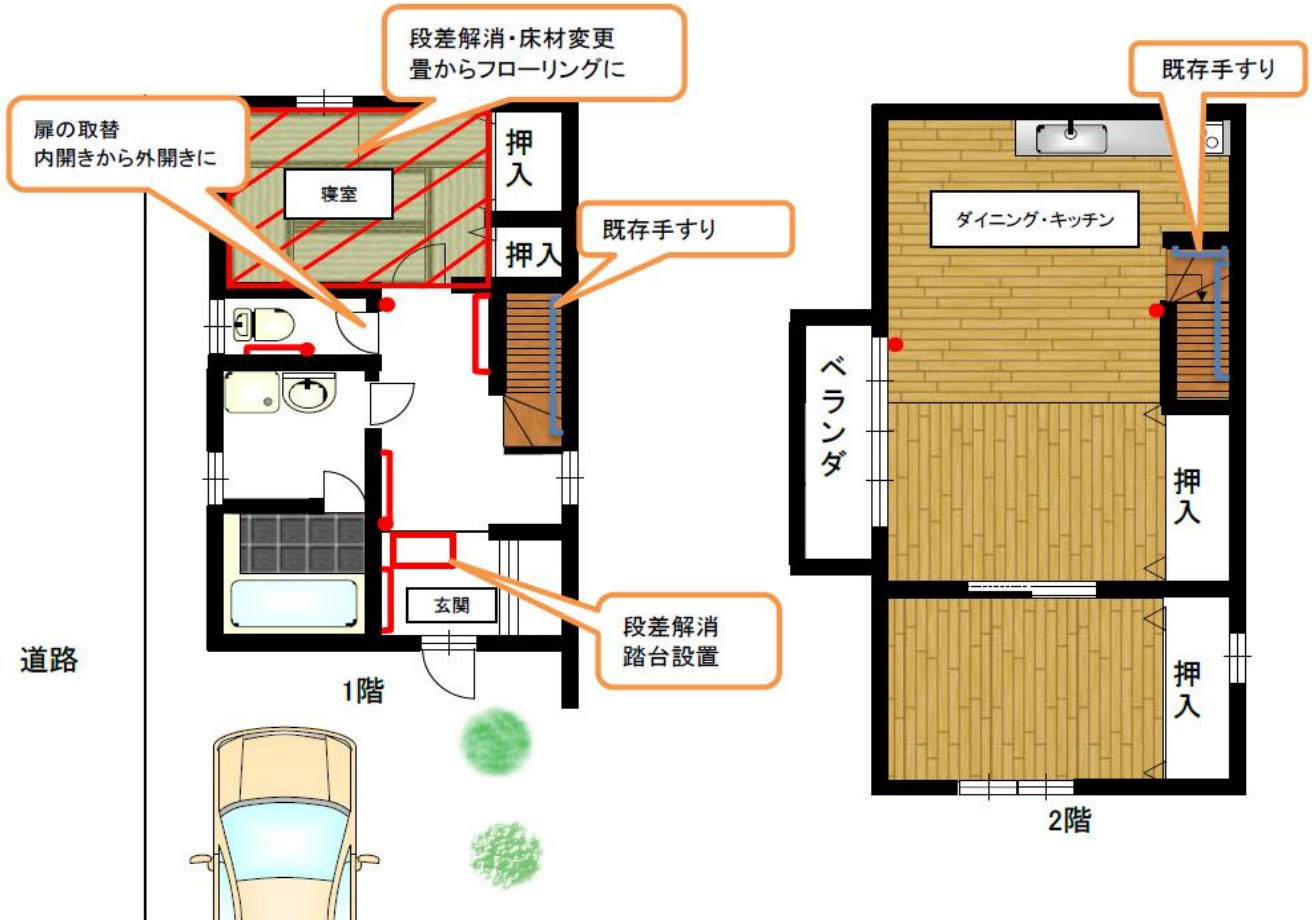 段差解消・床材変更
畳からフローリングに
扉の取替
内開きから外開きに
寝室
押入
押入
既存手すり
玄関
段差解消
踏台設置
道路
1階
既存手すり
ダイニング・キッチン
ベランダ
押入
押入
2階